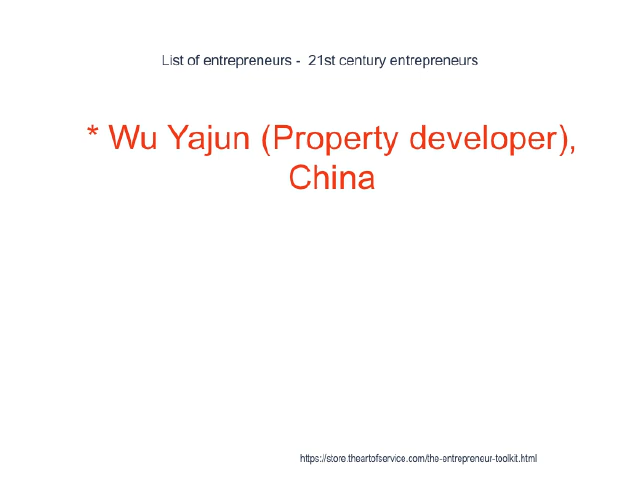 List of entrepreneurs -  21st century entrepreneurs
* Wu Yajun (Property developer),
China
https://store.theartofservice.com/the-entrepreneur-toolkit.html